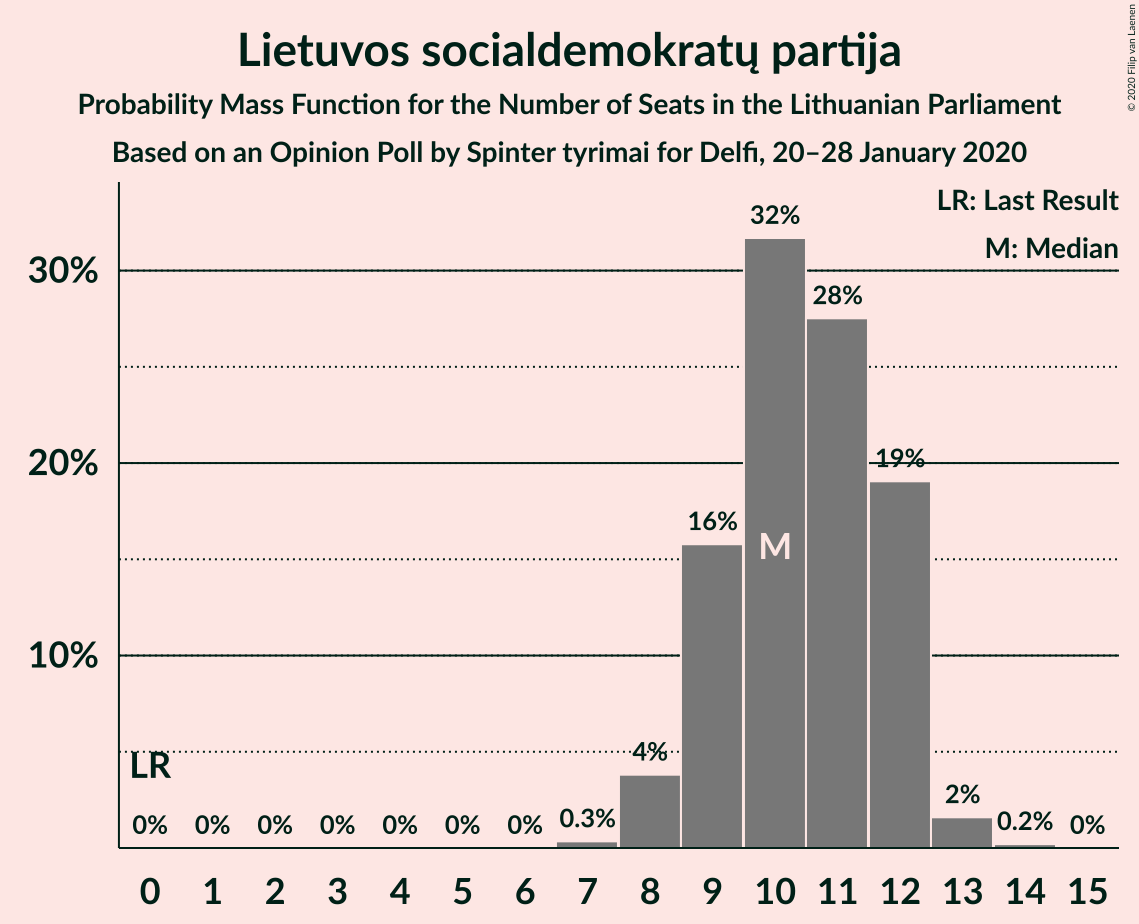 Lietuvos socialdemokratų partija
Probability Mass Function for the Number of Seats in the Lithuanian Parliament
Based on an Opinion Poll by Spinter tyrimai for Delfi, 20–28 January 2020
© 2020 Filip van Laenen
LR: Last Result
M: Median
30%
20%
10%
32%
28%
19%
16%
M
4%
2%
LR
0% 0% 0% 0% 0% 0% 0% 0.3% 0.2% 0%
0 1 2 3 4 5 6 7 8 9 10 11 12 13 14 15